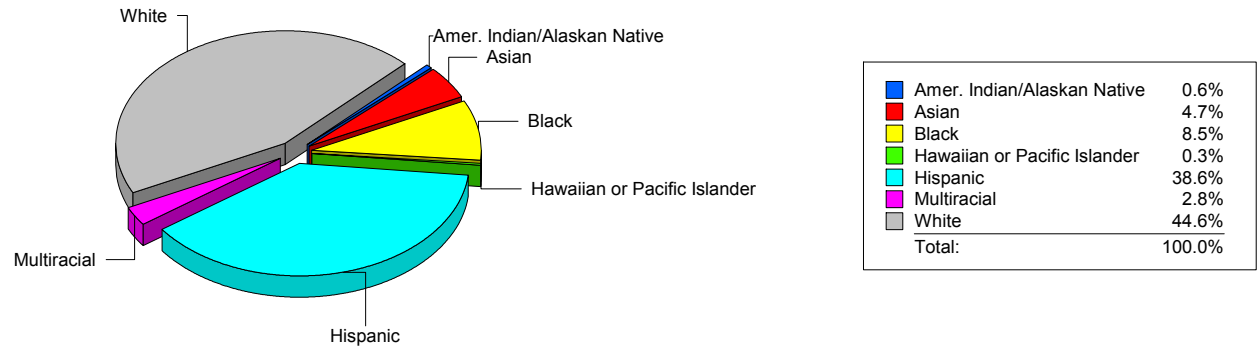 White
Amer. Indian/Alaskan Native
Asian
Black
Hawaiian or Pacific Islander
Multiracial
Hispanic
Amer. Indian/Alaskan Native 0.6%
Asian 4.7%
Black 8.5%
Hawaiian or Pacific Islander 0.3%
Hispanic 38.6%
Multiracial 2.8%
White 44.6%
Total: 100.0%